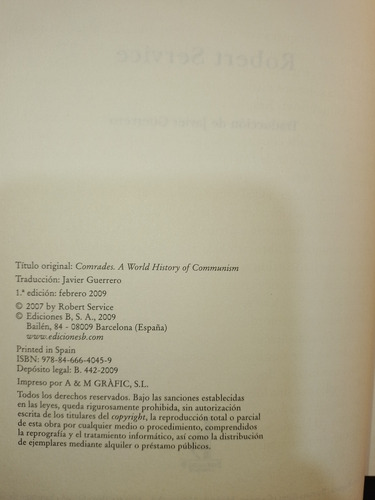 Título original: Comrades. A World History of Communism
Traducción: Javier Guerrero
1.ª edición: febrero 2009
© 2007 by Robert Service
© Ediciones B, S. A., 2009
Bailén, 84 - 08009 Barcelona (España)
www.edicionesb.com
Printed in Spain
ISBN: 978-84-666-4045-9
Depósito legal: B. 442-2009
Impreso por A & M GRÀFIC, S.L.
Todos los derechos reservados. Bajo las sanciones establecidas
en las leyes, queda rigurosamente prohibida, sin autorización
escrita de los titulares del copyright, la reproducción total o parcial
de esta obra por cualquier medio o procedimiento, comprendidos
la reprografía y el tratamiento informático, así como la distribución
de ejemplares mediante alquiler o préstamo públicos.